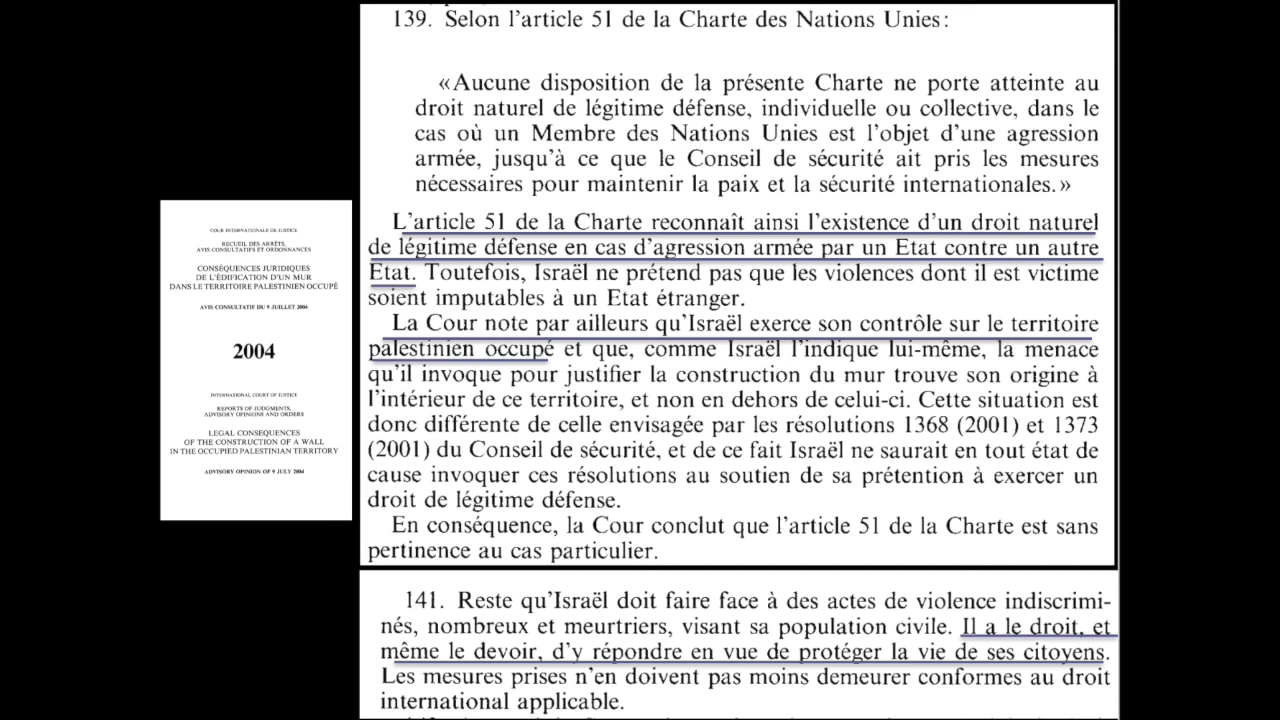 139. Selon l'article 51 de la Charte des Nations Unies:
«Aucune disposition de la présente Charte ne porte atteinte au
droit naturel de légitime défense, individuelle ou collective, dans le
cas où un Membre des Nations Unies est l'objet d'une agression
armée, jusqu'à ce que le Conseil de sécurité ait pris les mesures
nécessaires pour maintenir la paix et la sécurité internationales.»
L'article 51 de la Charte reconnaît ainsi l'existence d'un droit naturel
de légitime défense en cas d'agression armée par un Etat contre un autre
Etat. Toutefois, Israël ne prétend pas que les violences dont il est victime
soient imputables à un Etat étranger.
La Cour note par ailleurs qu'Israël exerce son contrôle sur le territoire
palestinien occupé et que, comme Israël l'indique lui-même, la menace
qu'il invoque pour justifier la construction du mur trouve son origine à
l'intérieur de ce territoire, et non en dehors de celui-ci. Cette situation est
donc différente de celle envisagée par les résolutions 1368 (2001) et 1373
(2001) du Conseil de sécurité, et de ce fait Israël ne saurait en tout état de
cause invoquer ces résolutions au soutien de sa prétention à exercer un
droit de légitime défense.
En conséquence, la Cour conclut que l'article 51 de la Charte est sans
pertinence au cas particulier.
141. Reste qu'Israël doit faire face à des actes de violence indiscrimi-
nés, nombreux et meurtriers, visant sa population civile. Il a le droit, et
même le devoir, d'y répondre en vue de protéger la vie de ses citoyens.
Les mesures prises n'en doivent pas moins demeurer conformes au droit
international applicable.
COUR INTERNATIONALE DE JUSTICE
RECUEIL DES ARRÊTS,
AVIS CONSULTATIFS ET ORDONNANCES
CONSÉQUENCES JURIDIQUES
DE L'ÉDIFICATION D'UN MUR
DANS LE TERRITOIRE PALESTINIEN OCCUPÉ
AVIS CONSULTATIF DU 9 JUILLET 2004
2004
INTERNATIONAL COURT OF JUSTICE
REPORTS OF JUDGMENTS,
ADVISORY OPINIONS AND ORDERS
LEGAL CONSEQUENCES
OF THE CONSTRUCTION OF A WALL
IN THE OCCUPIED PALESTINIAN TERRITORY
ADVISORY OPINION OF 9 JULY 2004